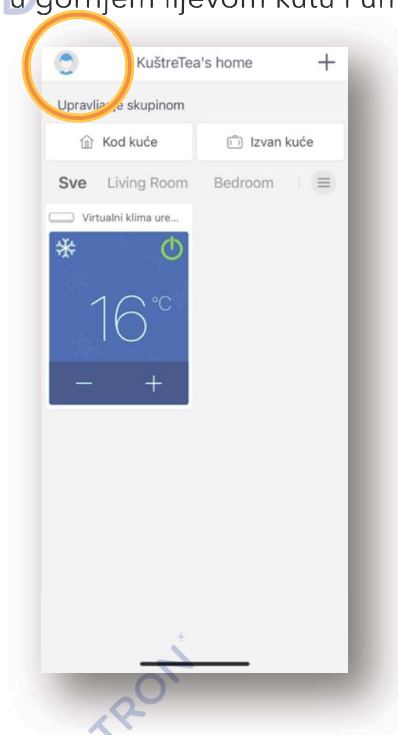 u gornjem lijevom kutu i
KuštreTea's home
Upravljanje skupinom
Kod kuće
Izvan kuće
Sve Living Room Bedroom
Virtualni klima ure...
16°C
TRON